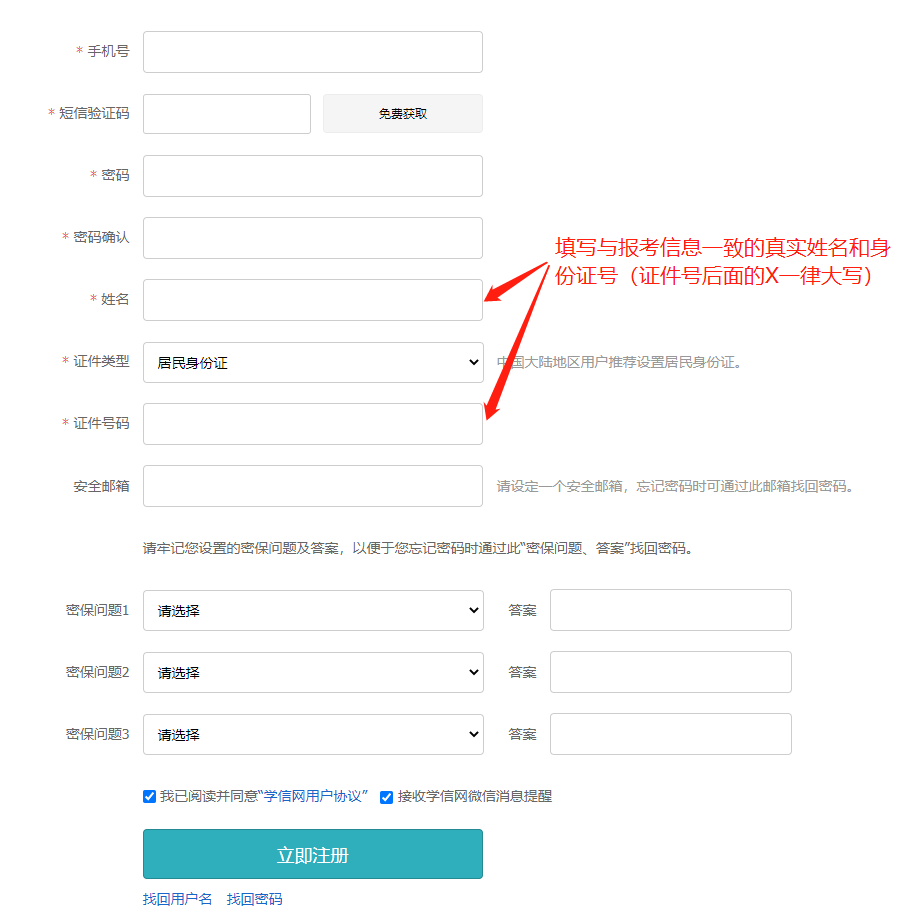 * 手机号
* 短信验证码 免费获取
* 密码
* 密码确认
填写与报考信息一致的真实姓名和身
份证号（证件号后面的X一律大写）
* 姓名
* 证件类型 居民身份证 中国大陆地区用户推荐设置居民身份证。
* 证件号码
安全邮箱 请设定一个安全邮箱，忘记密码时可通过此邮箱找回密码。
请牢记您设置的密保问题及答案，以便于您忘记密码时通过此“密保问题、答案”找回密码。
密保问题1 请选择 答案
密保问题2 请选择 答案
密保问题3 请选择 答案
我已阅读并同意“学信网用户协议” 接收学信网微信消息提醒
立即注册
找回用户名 找回密码